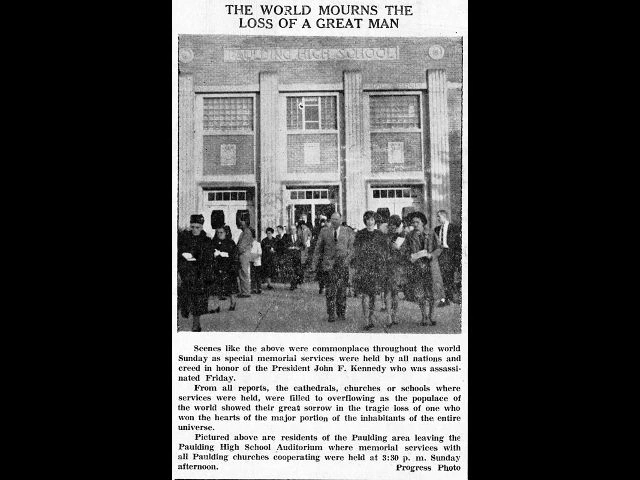 THE WORLD MOURNS THE
LOSS OF A GREAT MAN
PAULDING HIGH SCHOOL
Scenes like the above were commonplace throughout the world
Sunday as special memorial services were held by all nations and
creed in honor of the President John F. Kennedy who was assassi-
nated Friday.
From all reports, the cathedrals, churches or schools where
services were held, were filled to overflowing as the populace of
the world showed their great sorrow in the tragic loss of one who
won the hearts of the major portion of the inhabitants of the entire
universe.
Pictured above are residents of the Paulding area leaving the
Paulding High School Auditorium where memorial services with
all Paulding churches cooperating were held at 3:30 p. m. Sunday
afternoon. Progress Photo